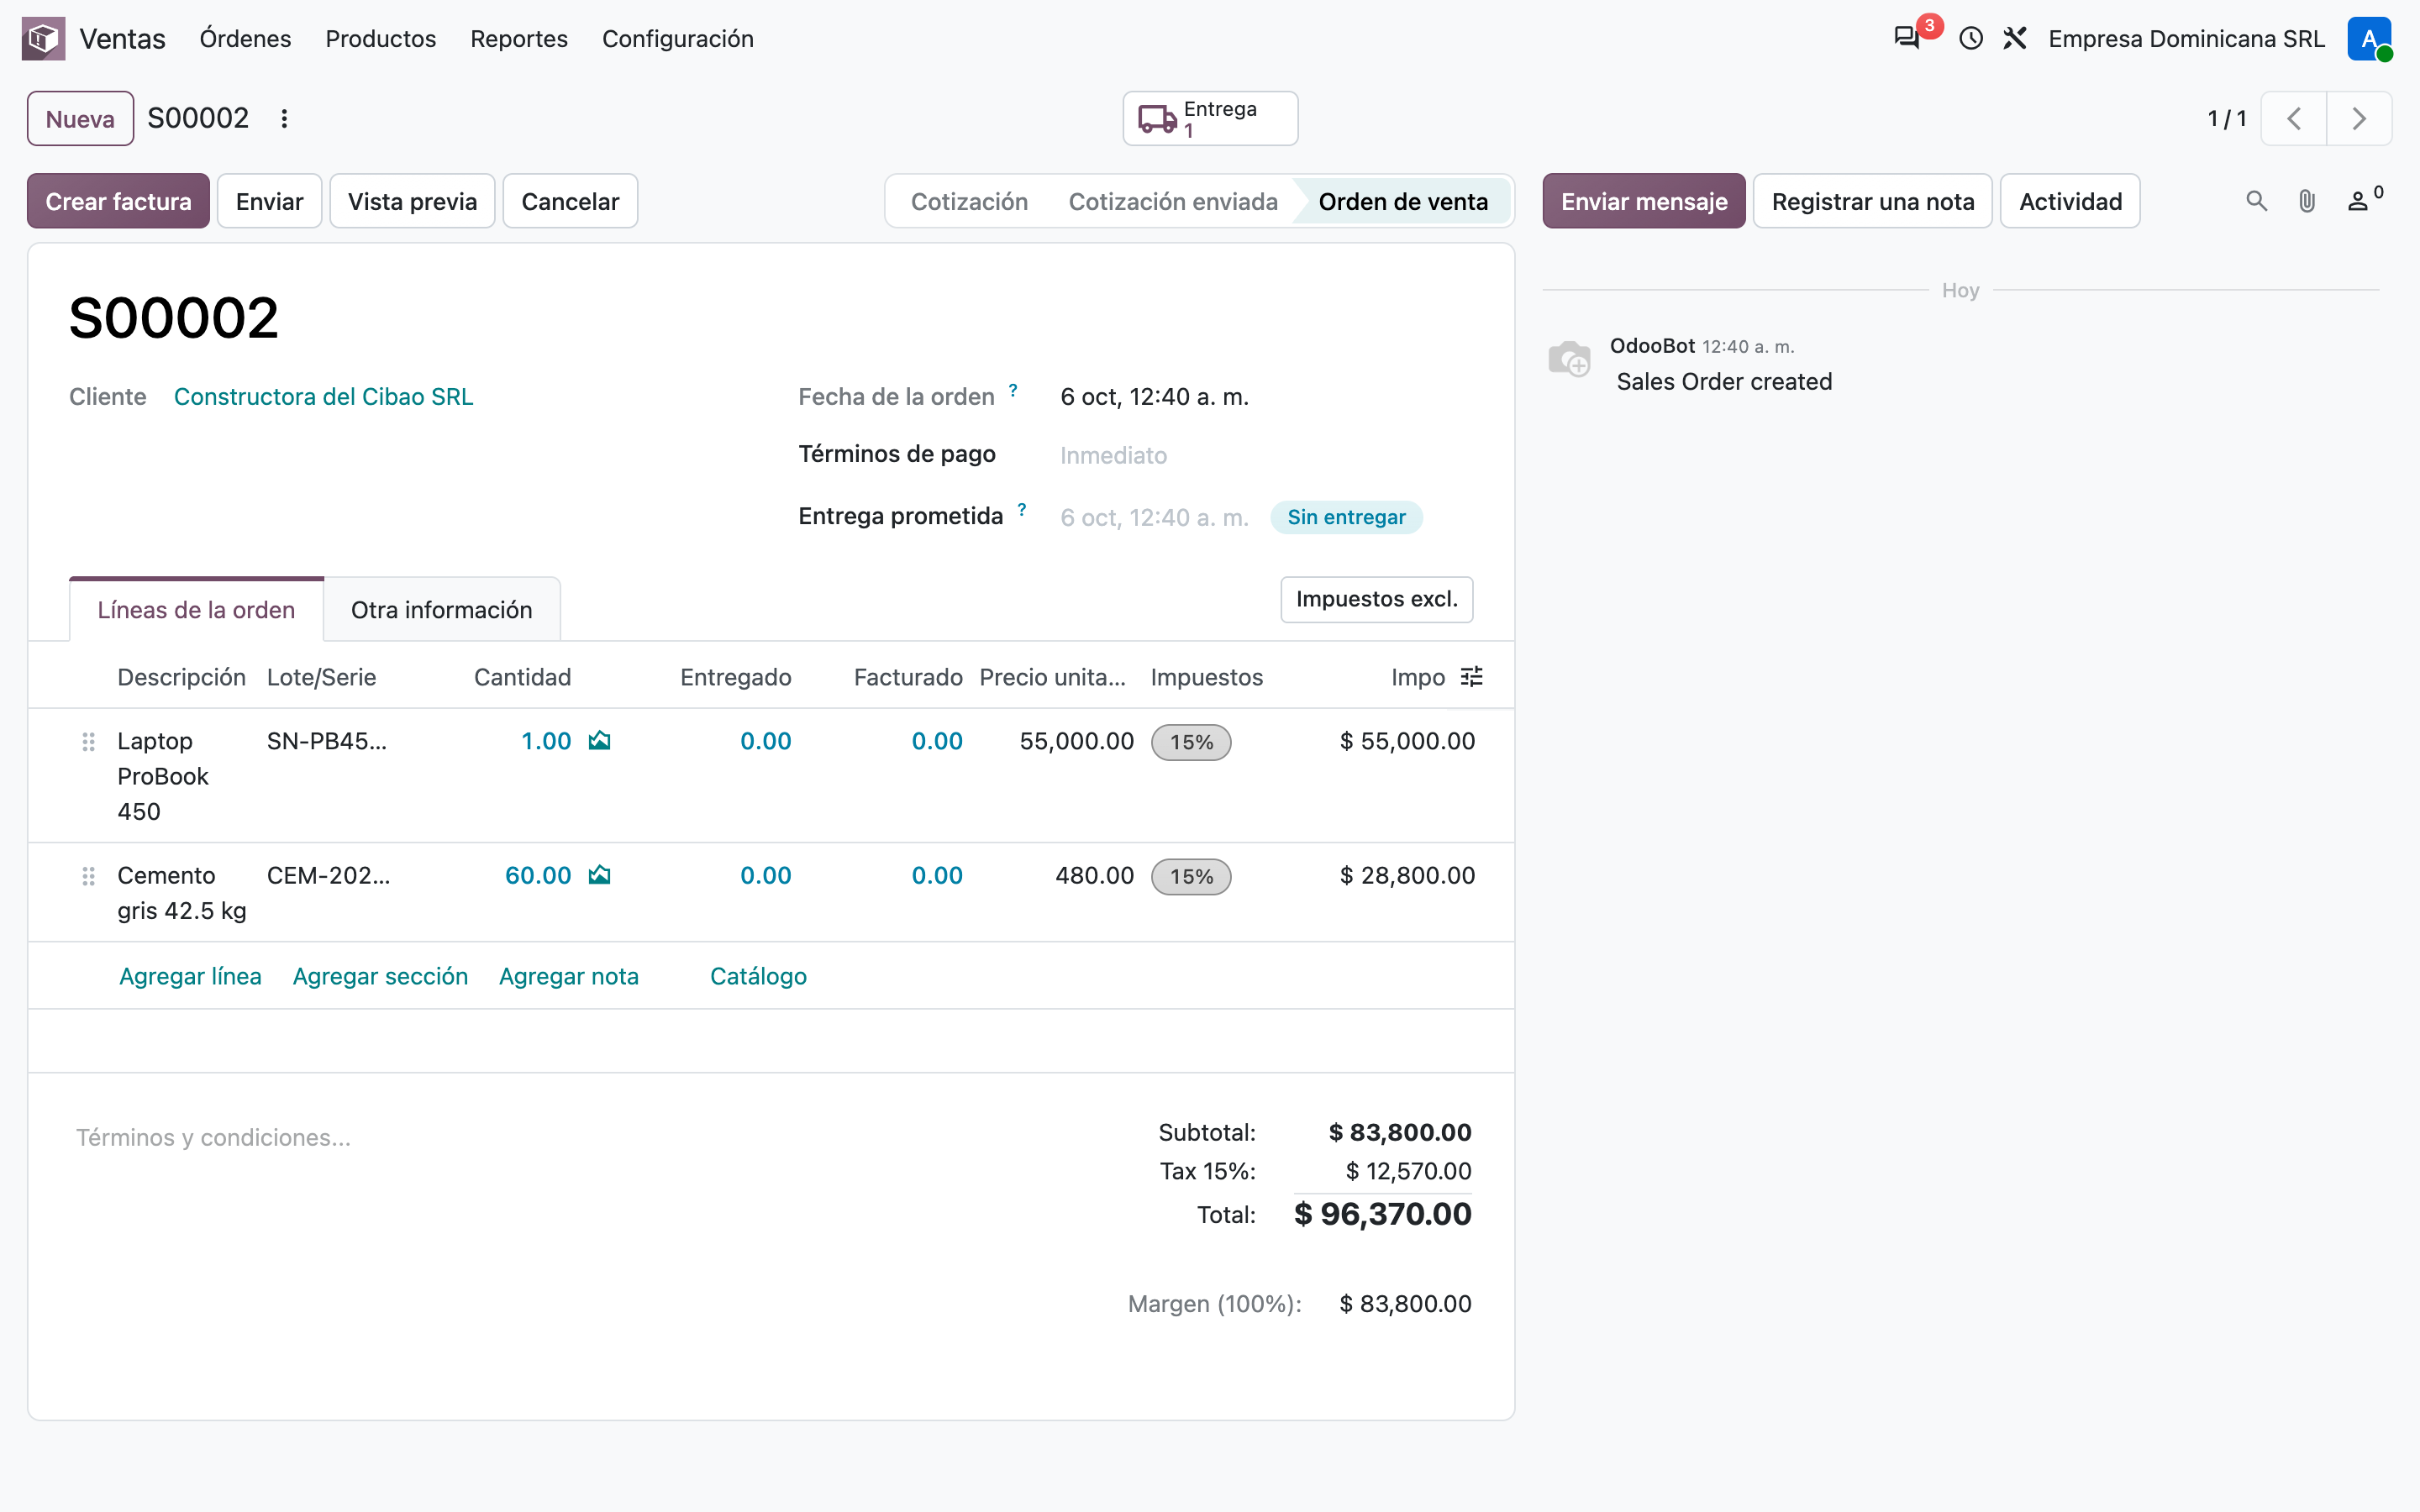 Ventas Órdenes Productos Reportes Configuración 3 Empresa Dominicana SRL A
Nueva S00002 Entrega 1 1 / 1
Crear factura Enviar Vista previa Cancelar Cotización Cotización enviada Orden de venta Enviar mensaje Registrar una nota Actividad 0
Hoy
S00002
OdooBot 12:40 a. m.
Sales Order created
Cliente Constructora del Cibao SRL Fecha de la orden ? 6 oct, 12:40 a. m.
Términos de pago Inmediato
Entrega prometida ? 6 oct, 12:40 a. m. Sin entregar
Líneas de la orden Otra información Impuestos excl.
Descripción Lote/Serie Cantidad Entregado Facturado Precio unita... Impuestos Impo
Laptop SN-PB45... 1.00 0.00 0.00 55,000.00 15% $ 55,000.00
ProBook
450
Cemento CEM-202... 60.00 0.00 0.00 480.00 15% $ 28,800.00
gris 42.5 kg
Agregar línea Agregar sección Agregar nota Catálogo
Términos y condiciones...
Subtotal: $ 83,800.00
Tax 15%: $ 12,570.00
Total: $ 96,370.00
Margen (100%): $ 83,800.00